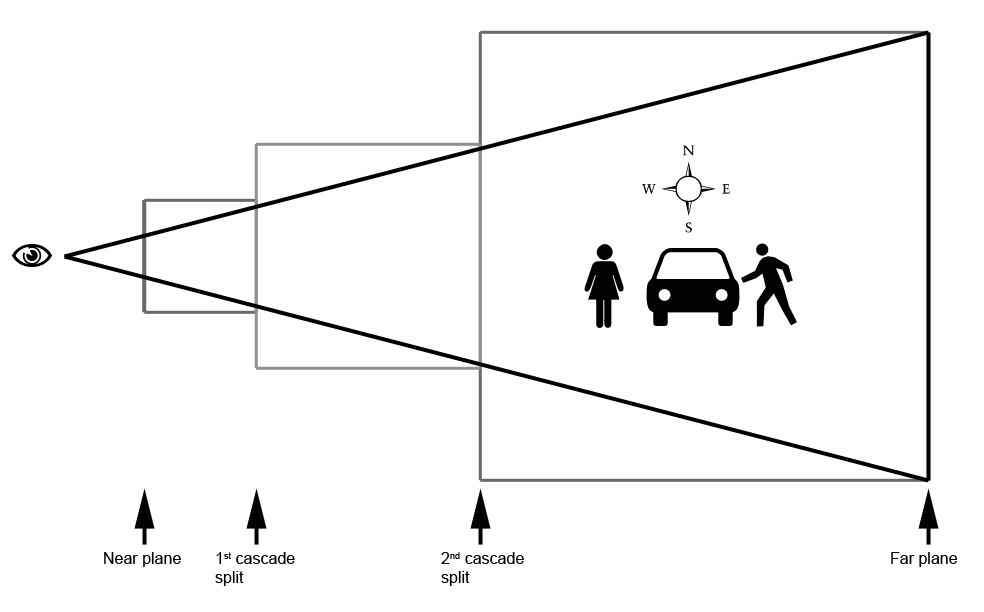 N
W E
S
Near plane
1st cascade
split
2nd cascade
split
Far plane